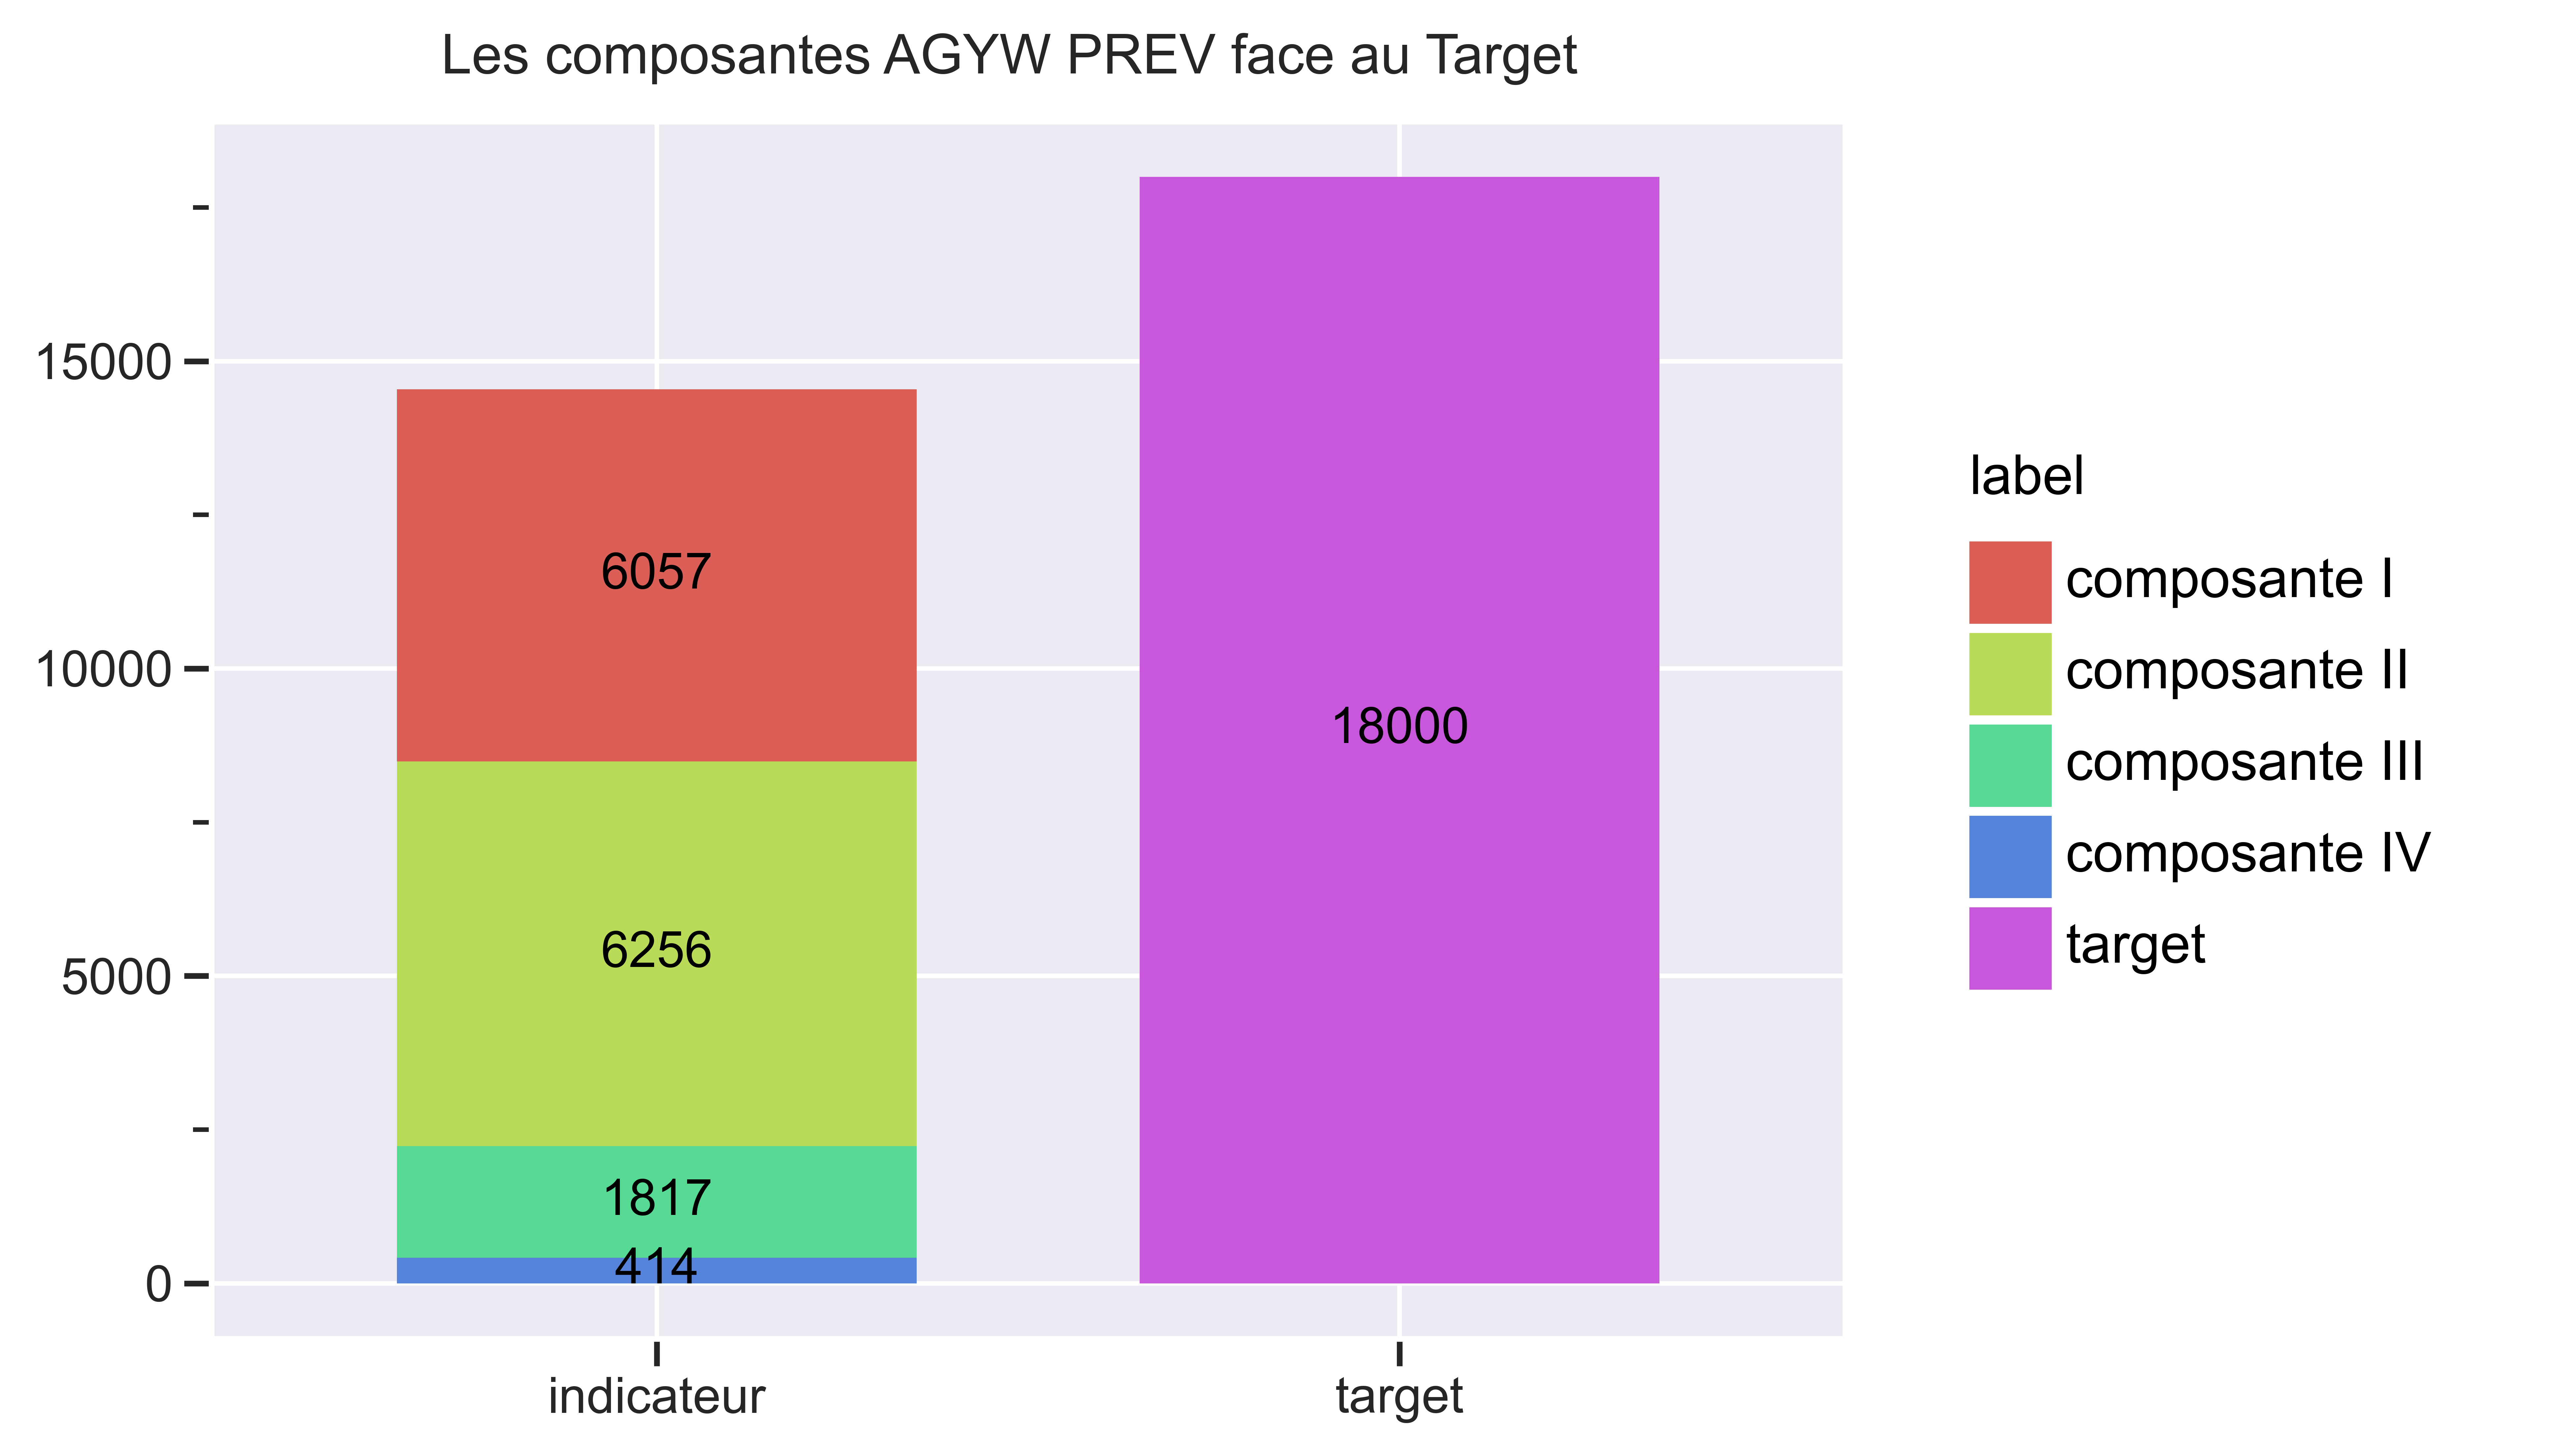 Les composantes AGYW PREV face au Target
15000
10000
5000
0
6057
6256
1817
414
18000
indicateur
target
label
composante I
composante II
composante III
composante IV
target